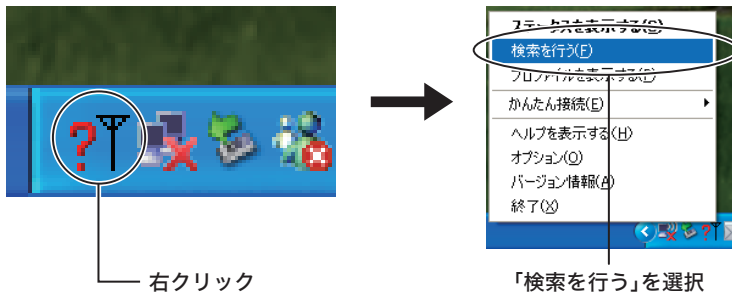 ステータスを表示する(S)
検索を行う(F)
プロファイルを表示する(P)
かんたん接続(E)
ヘルプを表示する(H)
オプション(O)
バージョン情報(A)
終了(X)
右クリック
「検索を行う」を選択